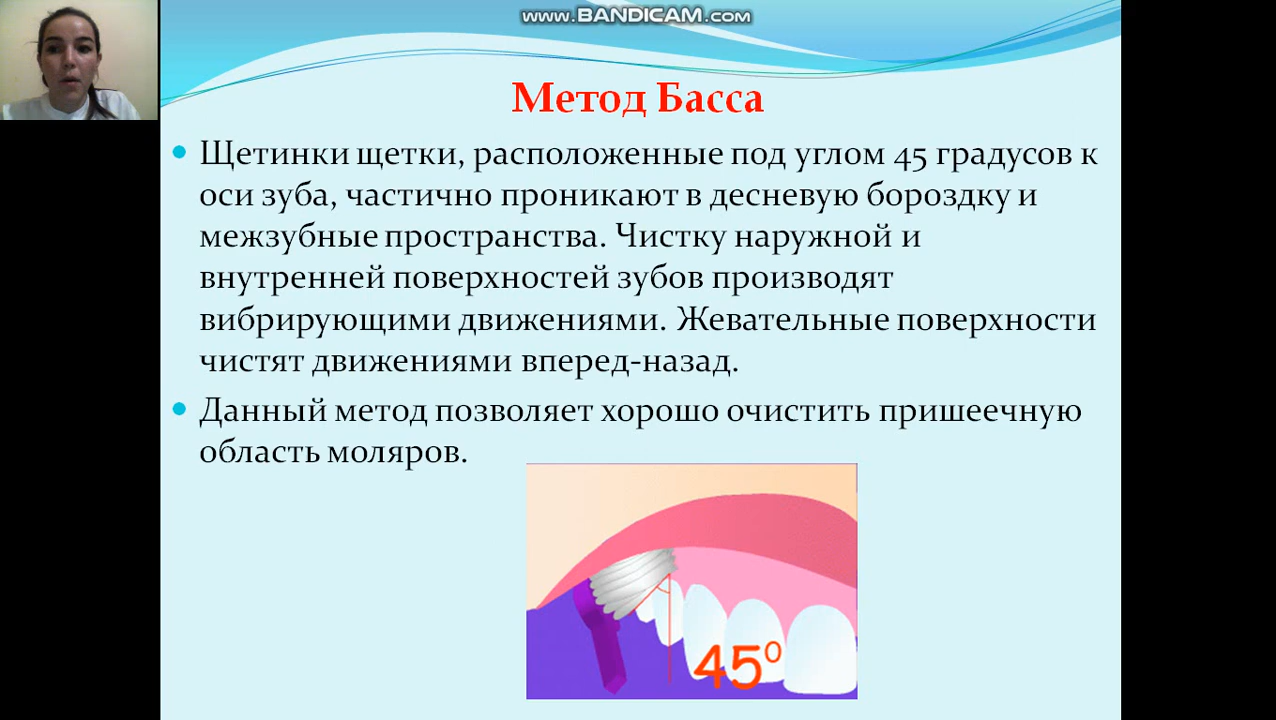 www.BANDICAM.com
Метод Басса
• Щетинки щетки, расположенные под углом 45 градусов к
оси зуба, частично проникают в десневую бороздку и
межзубные пространства. Чистку наружной и
внутренней поверхностей зубов производят
вибрирующими движениями. Жевательные поверхности
чистят движениями вперед-назад.
• Данный метод позволяет хорошо очистить пришеечную
область моляров.
45⁰